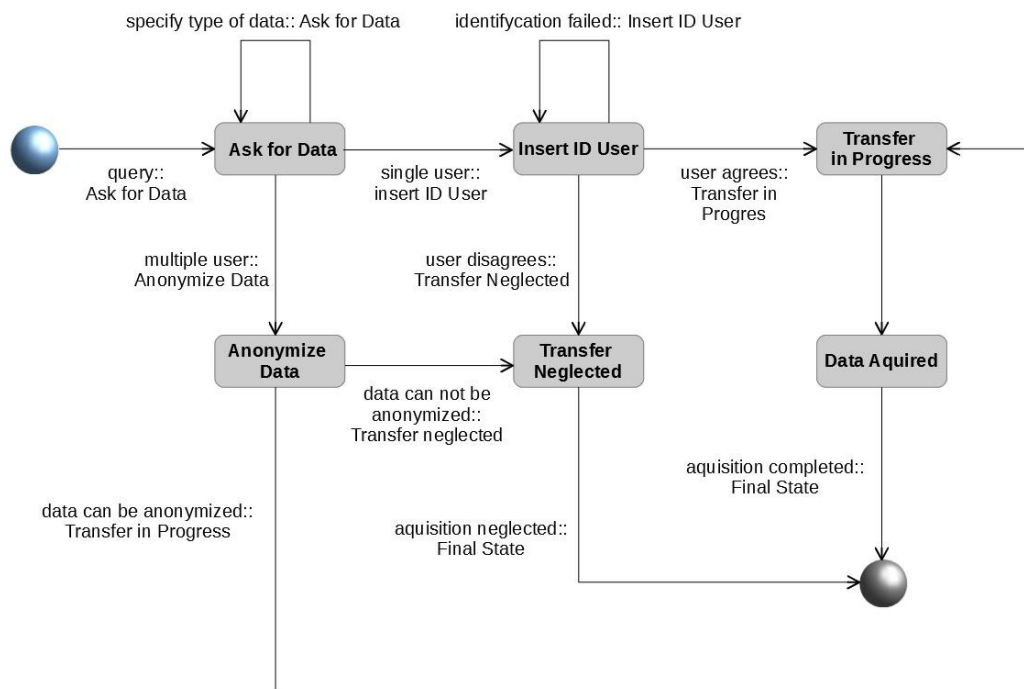 specify type of data:: Ask for Data
identifycation failed:: Insert ID User
Ask for Data
Insert ID User
Transfer
in Progress
query::
Ask for Data
single user::
insert ID User
user agrees::
Transfer in
Progres
multiple user::
Anonymize Data
user disagrees::
Transfer Neglected
Anonymize
Data
Transfer
Neglected
Data Aquired
data can not be
anonymized::
Transfer neglected
aquisition completed::
Final State
data can be anonymized::
Transfer in Progress
aquisition neglected::
Final State